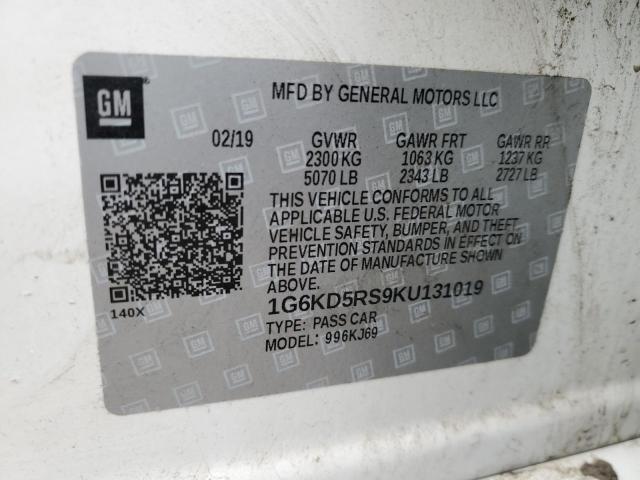 GM
MFD BY GENERAL MOTORS LLC
02/19 GVWR GAWR FRT GAWR RR
2300 KG 1063 KG 1237 KG
5070 LB 2343 LB 2727 LB
THIS VEHICLE CONFORMS TO ALL
APPLICABLE U.S. FEDERAL MOTOR
VEHICLE SAFETY, BUMPER, AND THEFT
PREVENTION STANDARDS IN EFFECT ON
THE DATE OF MANUFACTURE SHOWN
ABOVE.
140X
1G6KD5RS9KU131019
TYPE: PASS CAR
MODEL: 996KJ69